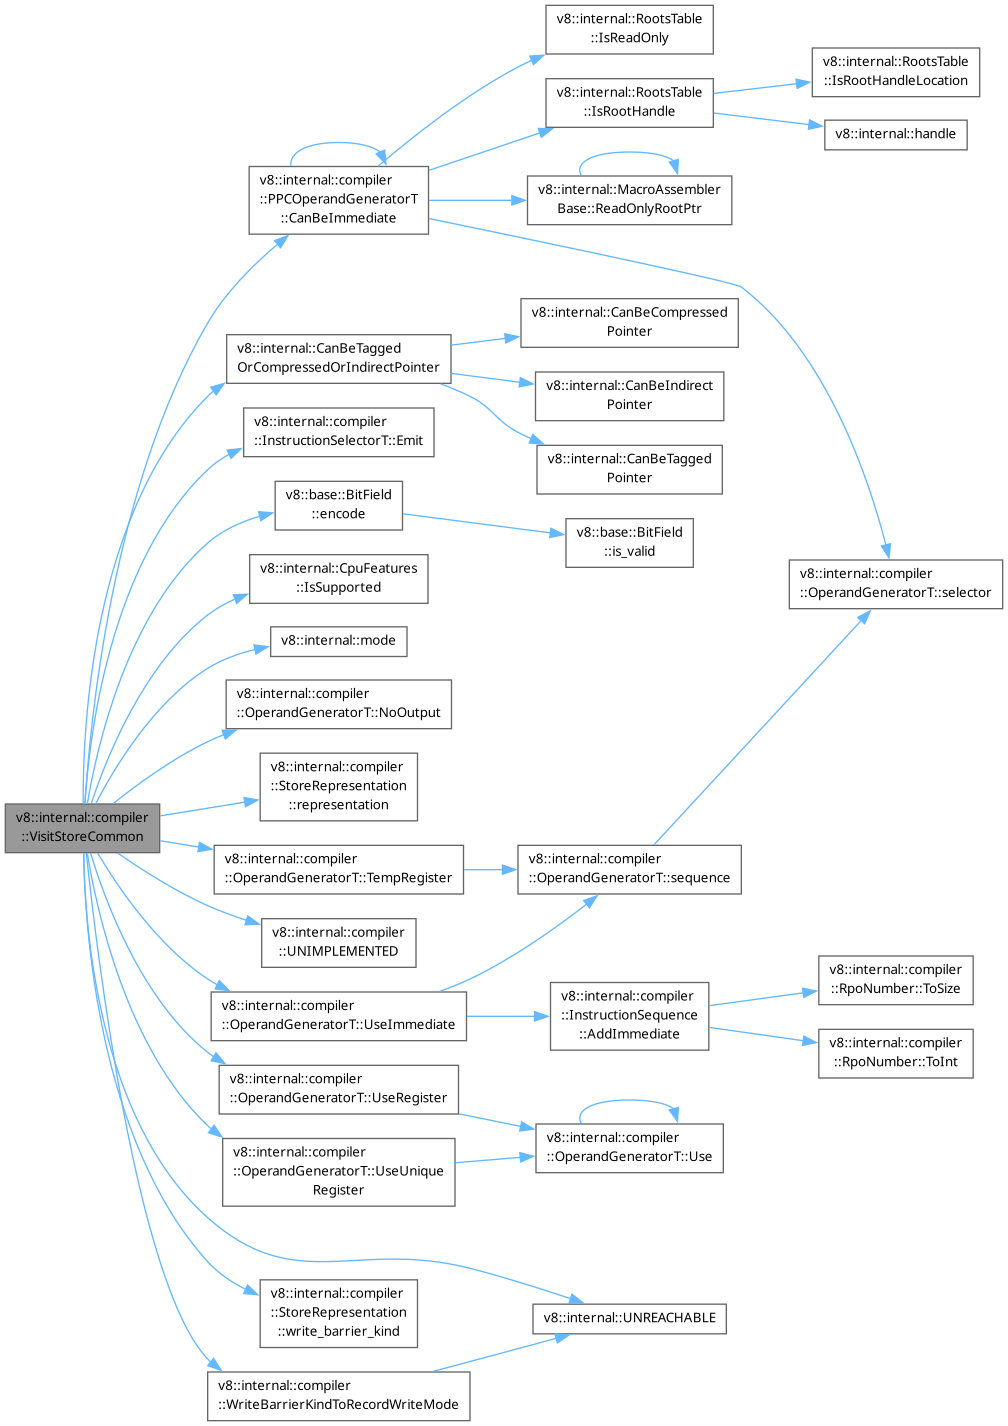 v8::internal::RootsTable
::IsReadOnly
v8::internal::RootsTable
::IsRootHandle
v8::internal::RootsTable
::IsRootHandleLocation
v8::internal::handle
v8::internal::compiler
::PPCOperandGeneratorT
::CanBeImmediate
v8::internal::MacroAssembler
Base::ReadOnlyRootPtr
v8::internal::CanBeTagged
OrCompressedOrIndirectPointer
v8::internal::CanBeCompressed
Pointer
v8::internal::CanBeIndirect
Pointer
v8::internal::CanBeTagged
Pointer
v8::internal::compiler
::InstructionSelectorT::Emit
v8::base::BitField
::encode
v8::base::BitField
::is_valid
v8::internal::CpuFeatures
::IsSupported
v8::internal::compiler
::OperandGeneratorT::selector
v8::internal::mode
v8::internal::compiler
::OperandGeneratorT::NoOutput
v8::internal::compiler
::StoreRepresentation
::representation
v8::internal::compiler
::VisitStoreCommon
v8::internal::compiler
::OperandGeneratorT::TempRegister
v8::internal::compiler
::OperandGeneratorT::sequence
v8::internal::compiler
::UNIMPLEMENTED
v8::internal::compiler
::OperandGeneratorT::UseImmediate
v8::internal::compiler
::InstructionSequence
::AddImmediate
v8::internal::compiler
::RpoNumber::ToSize
v8::internal::compiler
::RpoNumber::ToInt
v8::internal::compiler
::OperandGeneratorT::UseRegister
v8::internal::compiler
::OperandGeneratorT::Use
v8::internal::compiler
::OperandGeneratorT::UseUnique
Register
v8::internal::compiler
::StoreRepresentation
::write_barrier_kind
v8::internal::UNREACHABLE
v8::internal::compiler
::WriteBarrierKindToRecordWriteMode